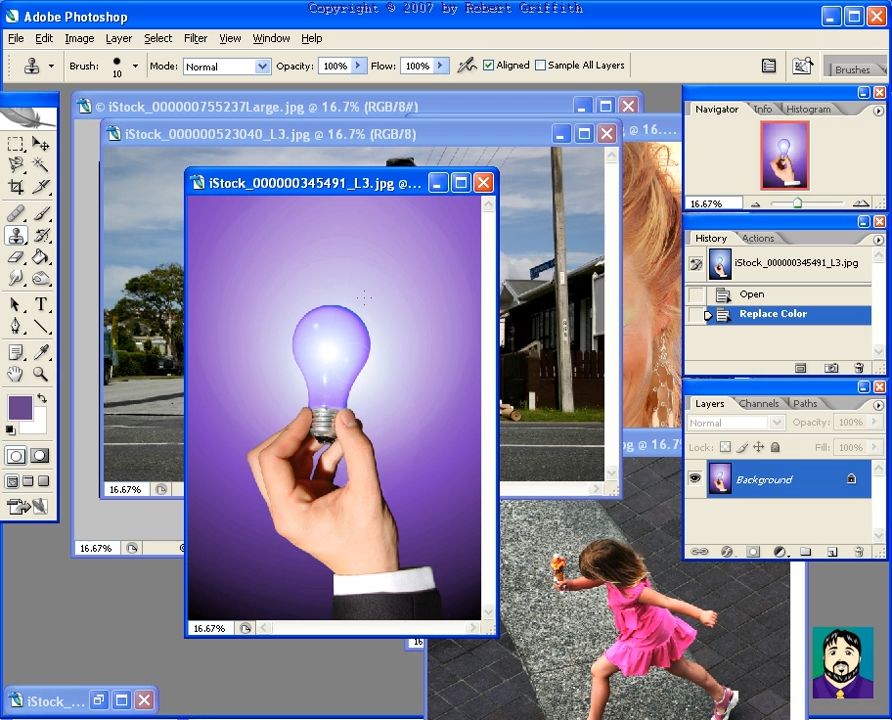 Copyright © 2007 by Robert Griffith
Adobe Photoshop
File Edit Image Layer Select Filter View Window Help
Brush: 10 Mode: Normal Opacity: 100% Flow: 100% Aligned Sample All Layers Brushes
© iStock_000000755237Large.jpg @ 16.7% (RGB/8#)
iStock_000000523040_L3.jpg @ 16.7% (RGB/8)
@ 16....
iStock_000000345491_L3.jpg @...
Navigator Info Histogram
16.67%
History Actions
iStock_000000345491_L3.jpg
Open
Replace Color
Layers Channels Paths
Normal Opacity: 100%
Lock: Fill: 100%
Background
pg @ 16.7%
16.67%
16.67%
16.67%
16
iStock_...